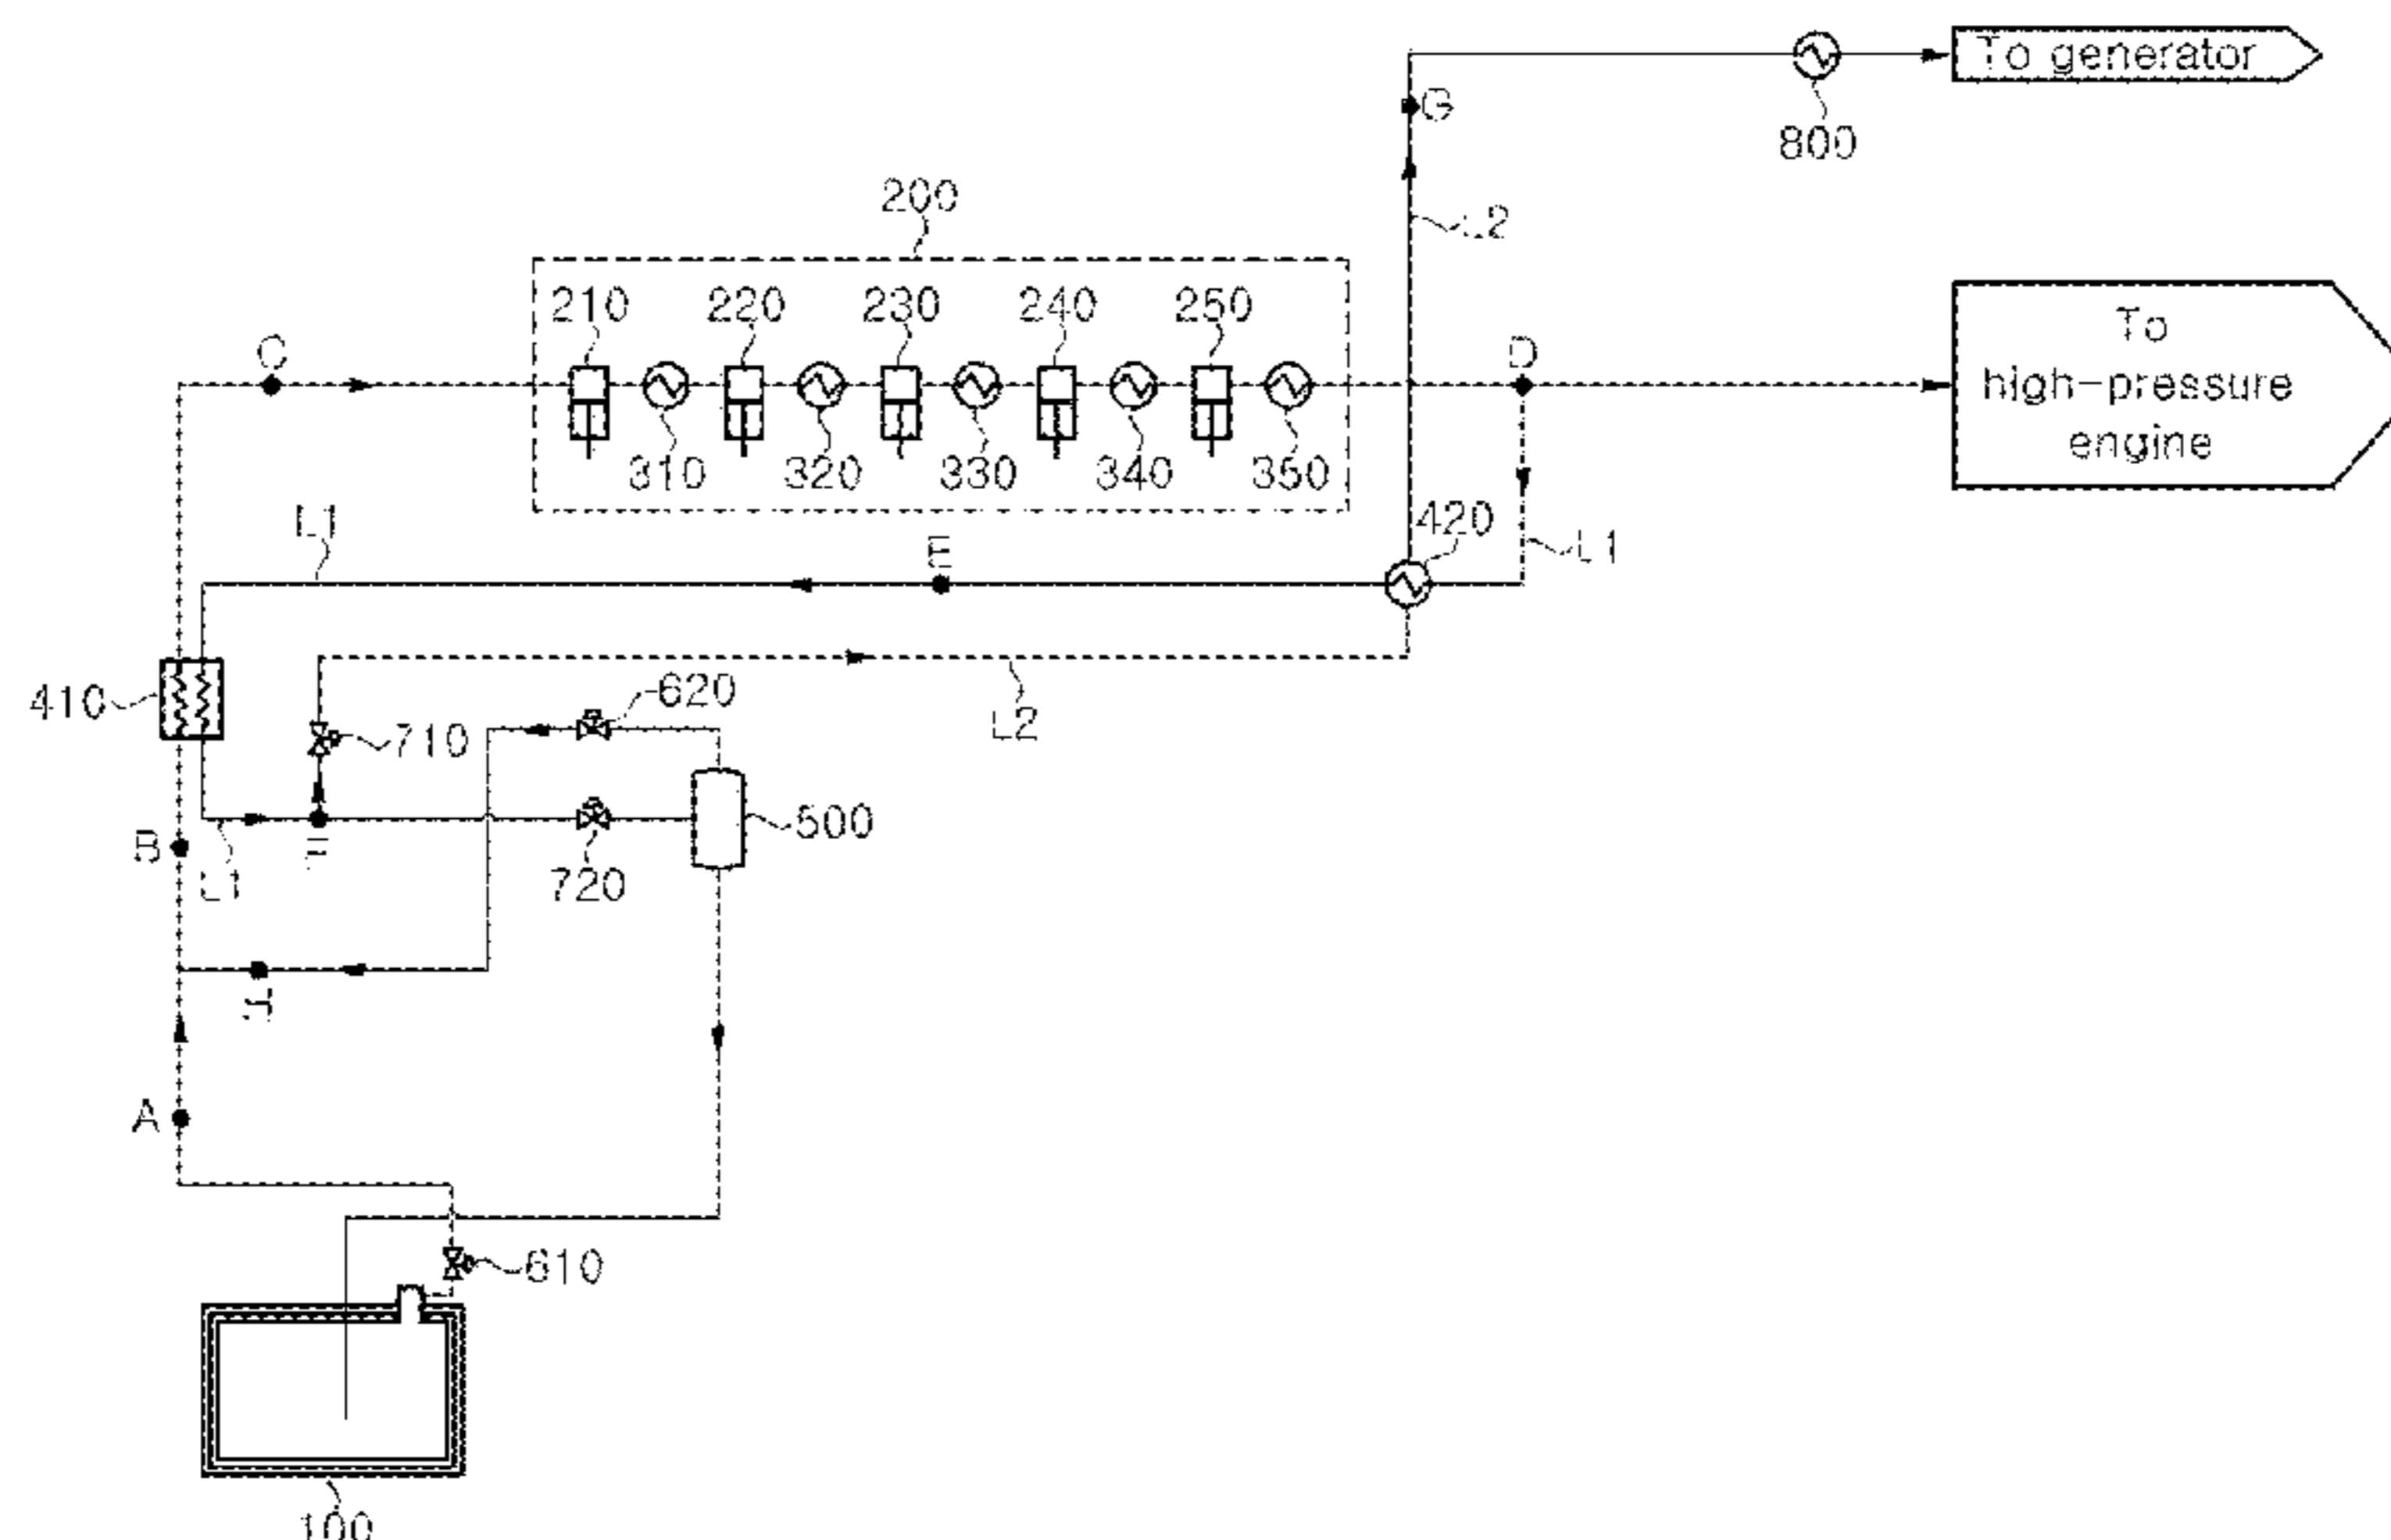 To generator
G
800
200
L2
210 220 230 240 250
C
D
To
high-pressure
engine
310 320 330 340 350
L1
E
420
L1
410
620
710
L2
500
B
F
L1
720
H
A
610
100